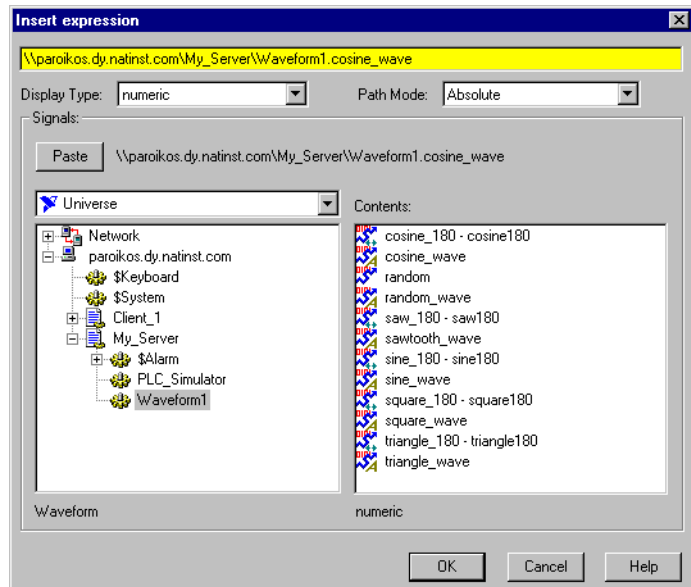 Insert expression
\\paroikos.dy.natinst.com\My_Server\Waveform1.cosine_wave
Display Type: numeric Path Mode: Absolute
Signals:
Paste \\paroikos.dy.natinst.com\My_Server\Waveform1.cosine_wave
Universe
Contents:
Network
paroikos.dy.natinst.com
$Keyboard
$System
Client_1
My_Server
$Alarm
PLC_Simulator
Waveform1
cosine_180 - cosine180
cosine_wave
random
random_wave
saw_180 - saw180
sawtooth_wave
sine_180 - sine180
sine_wave
square_180 - square180
square_wave
triangle_180 - triangle180
triangle_wave
Waveform
numeric
OK Cancel Help